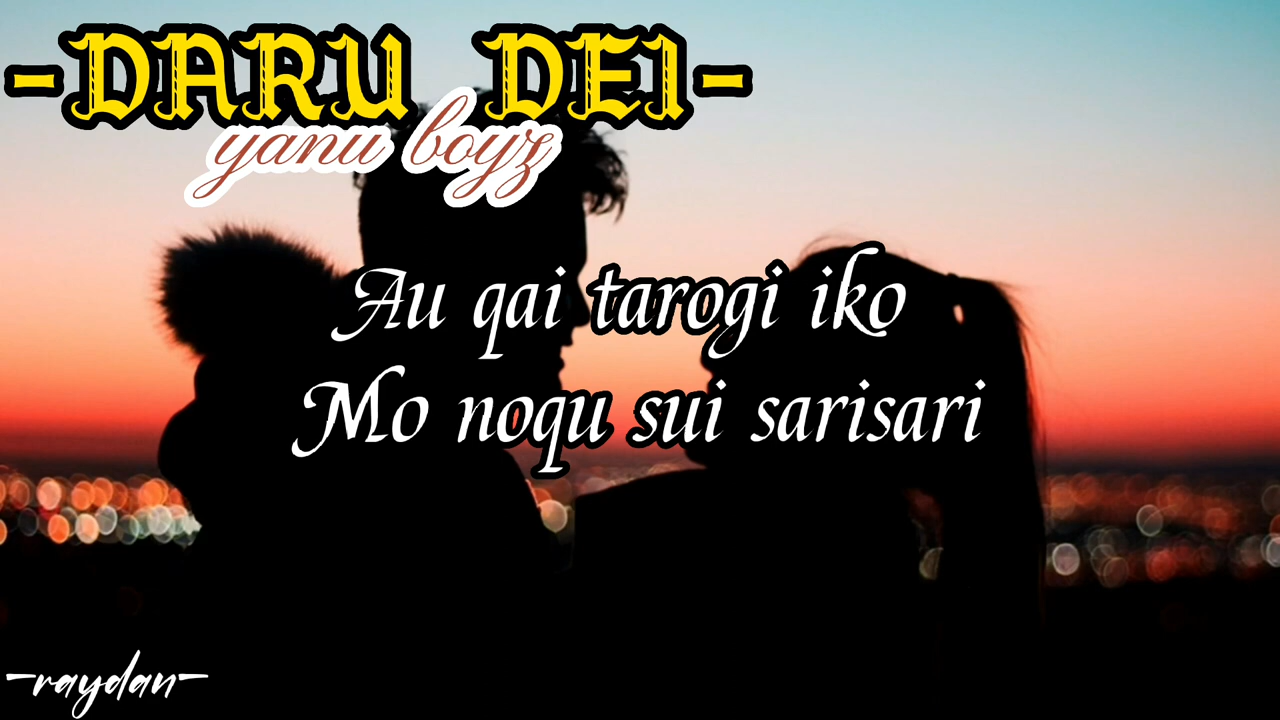 -DARU DEI-
yanu boyz
Au qai tarogi iko
Mo noqu sui sarisari
-raydan-